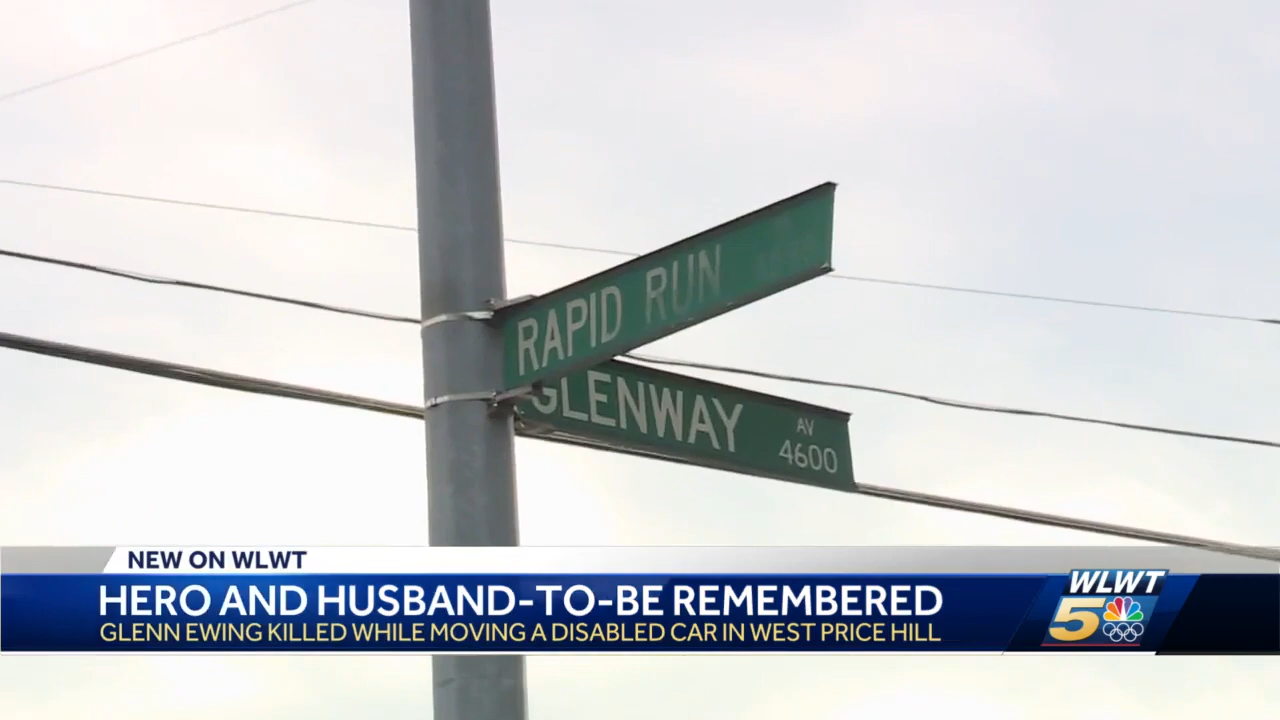 RAPID RUN
GLENWAY AV
4600
NEW ON WLWT
HERO AND HUSBAND-TO-BE REMEMBERED
GLENN EWING KILLED WHILE MOVING A DISABLED CAR IN WEST PRICE HILL
WLWT
5